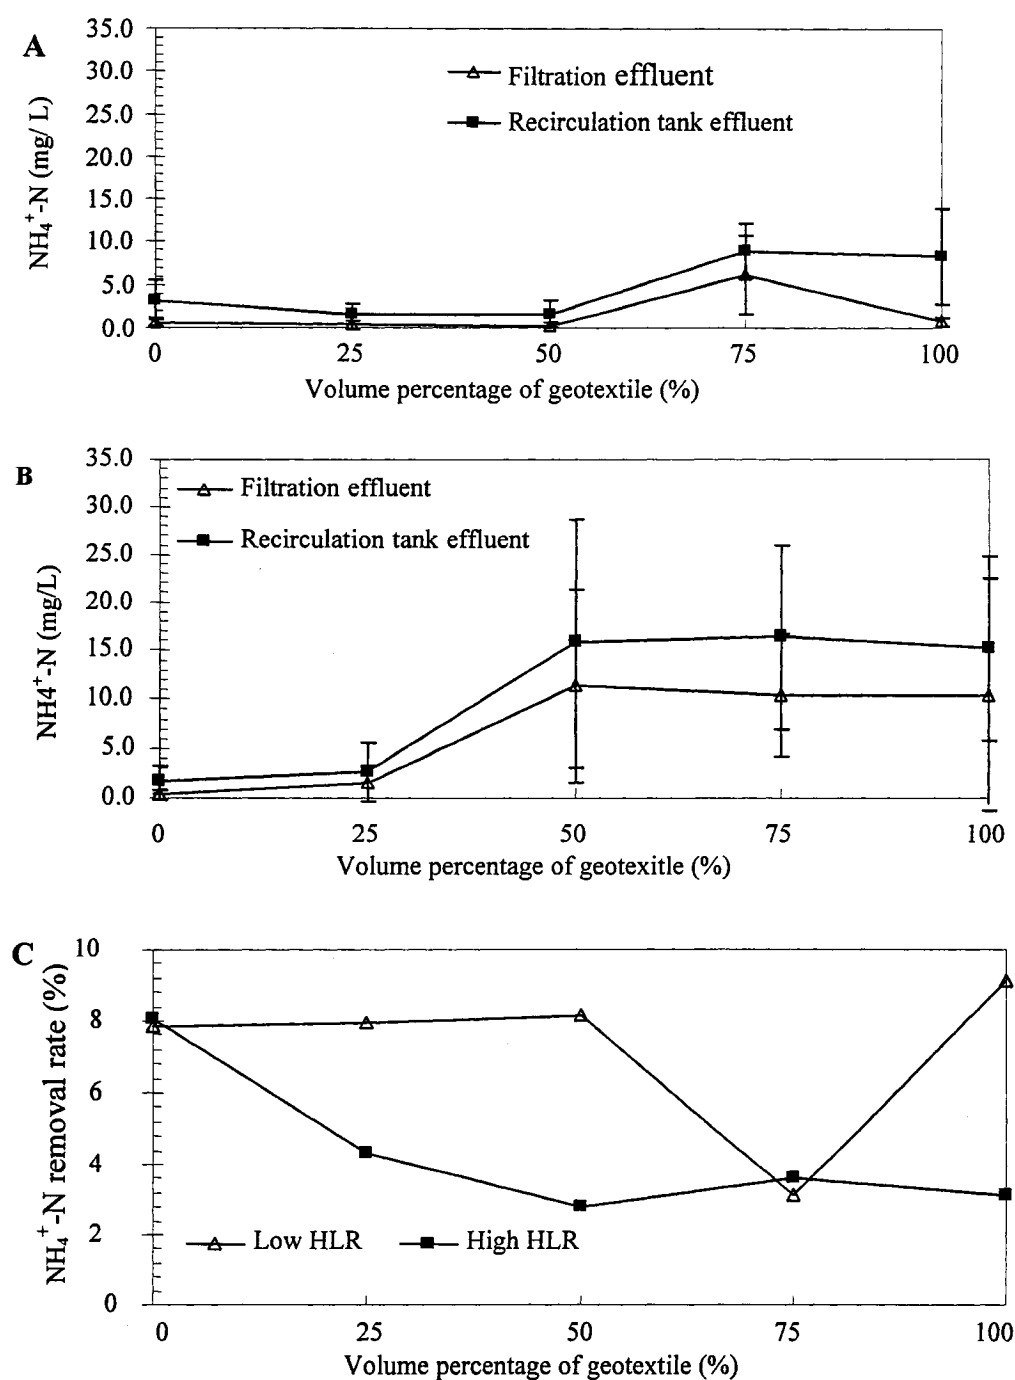 A
35.0
30.0
25.0
20.0
15.0
10.0
5.0
0.0
NH₄⁺-N (mg/ L)
Filtration effluent
Recirculation tank effluent
0 25 50 75 100
Volume percentage of geotextile (%)
B
35.0
30.0
25.0
20.0
15.0
10.0
5.0
0.0
NH4⁺-N (mg/L)
Filtration effluent
Recirculation tank effluent
0 25 50 75 100
Volume percentage of geotexitle (%)
C
10
8
6
4
2
0
NH₄⁺-N removal rate (%)
Low HLR High HLR
0 25 50 75 100
Volume percentage of geotextile (%)